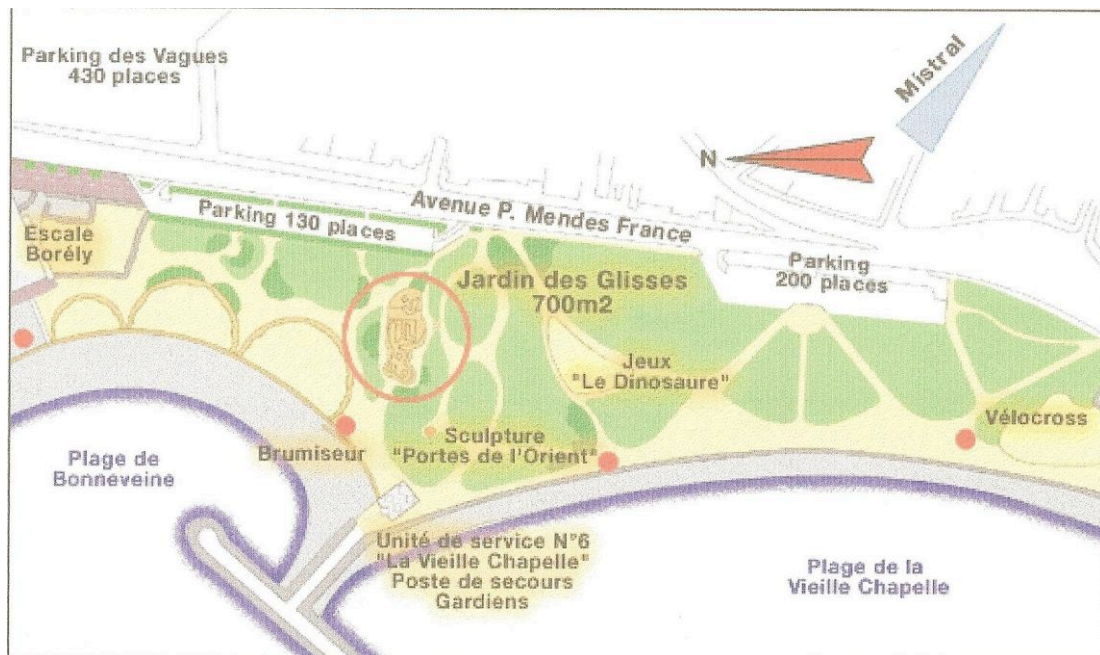 Parking des Vagues
430 places
Mistral
N
Avenue P. Mendes France
Parking 130 places
Escale
Borély
Jardin des Glisses
700m2
Parking
200 places
Jeux
"Le Dinosaure"
Vélocross
Sculpture
"Portes de l'Orient"
Brumiseur
Plage de
Bonneveine
Unité de service N°6
"La Vieille Chapelle"
Poste de secours
Gardiens
Plage de la
Vieille Chapelle